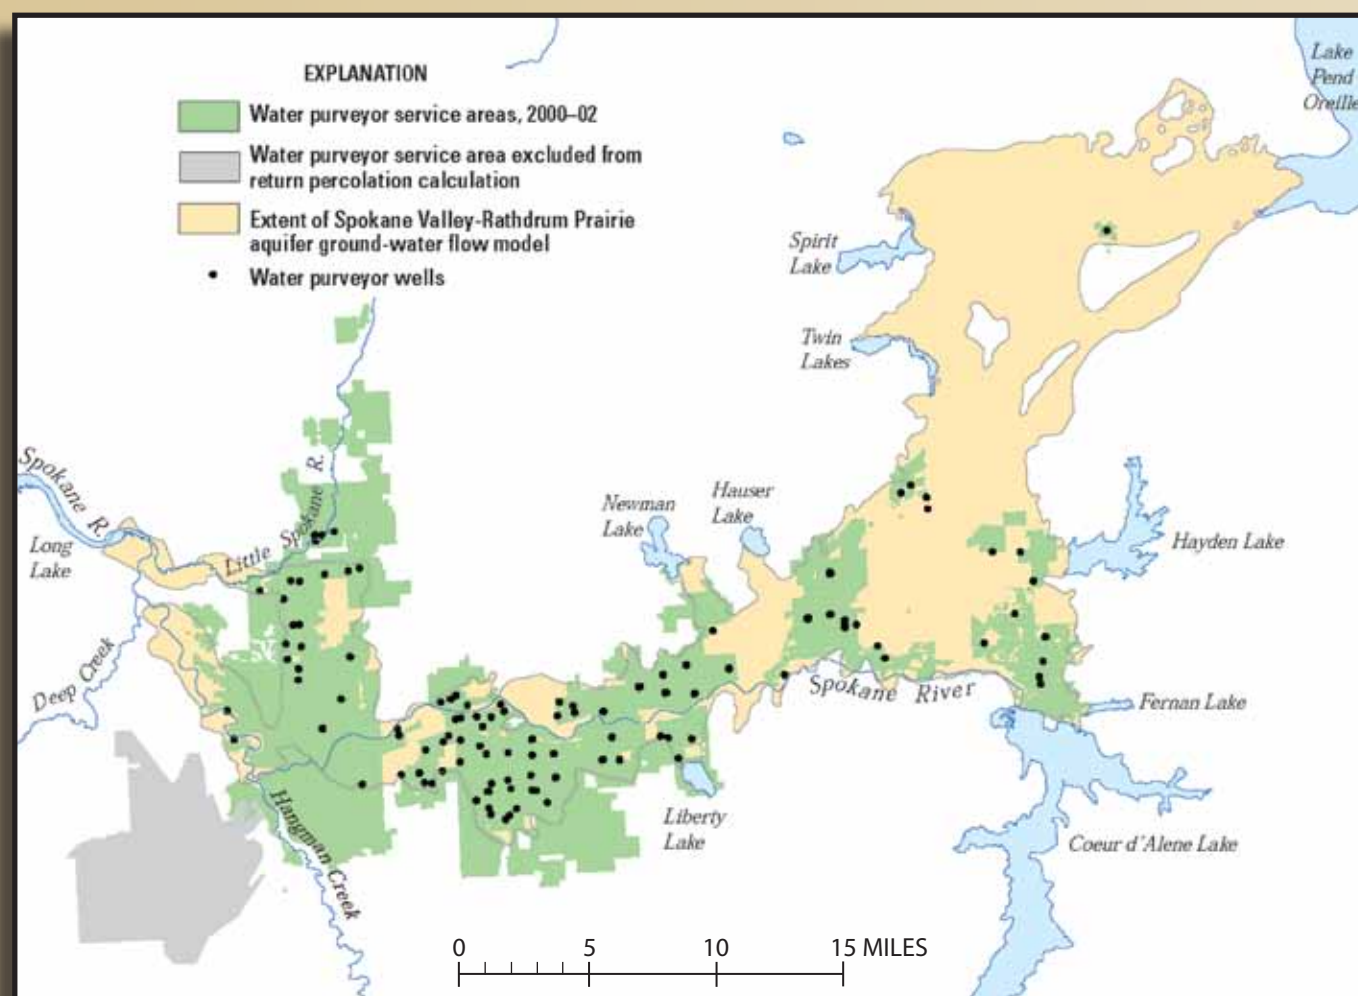 EXPLANATION
Water purveyor service areas, 2000–02
Water purveyor service area excluded from
return percolation calculation
Extent of Spokane Valley-Rathdrum Prairie
aquifer ground-water flow model
Water purveyor wells
Lake
Pend
Oreille
Spirit
Lake
Twin
Lakes
Spokane R.
Long
Lake
Little Spokane R.
Newman
Lake
Hauser
Lake
Hayden Lake
Deep Creek
Spokane River
Fernan Lake
Hangman Creek
Liberty
Lake
Coeur d'Alene Lake
0 5 10 15 MILES